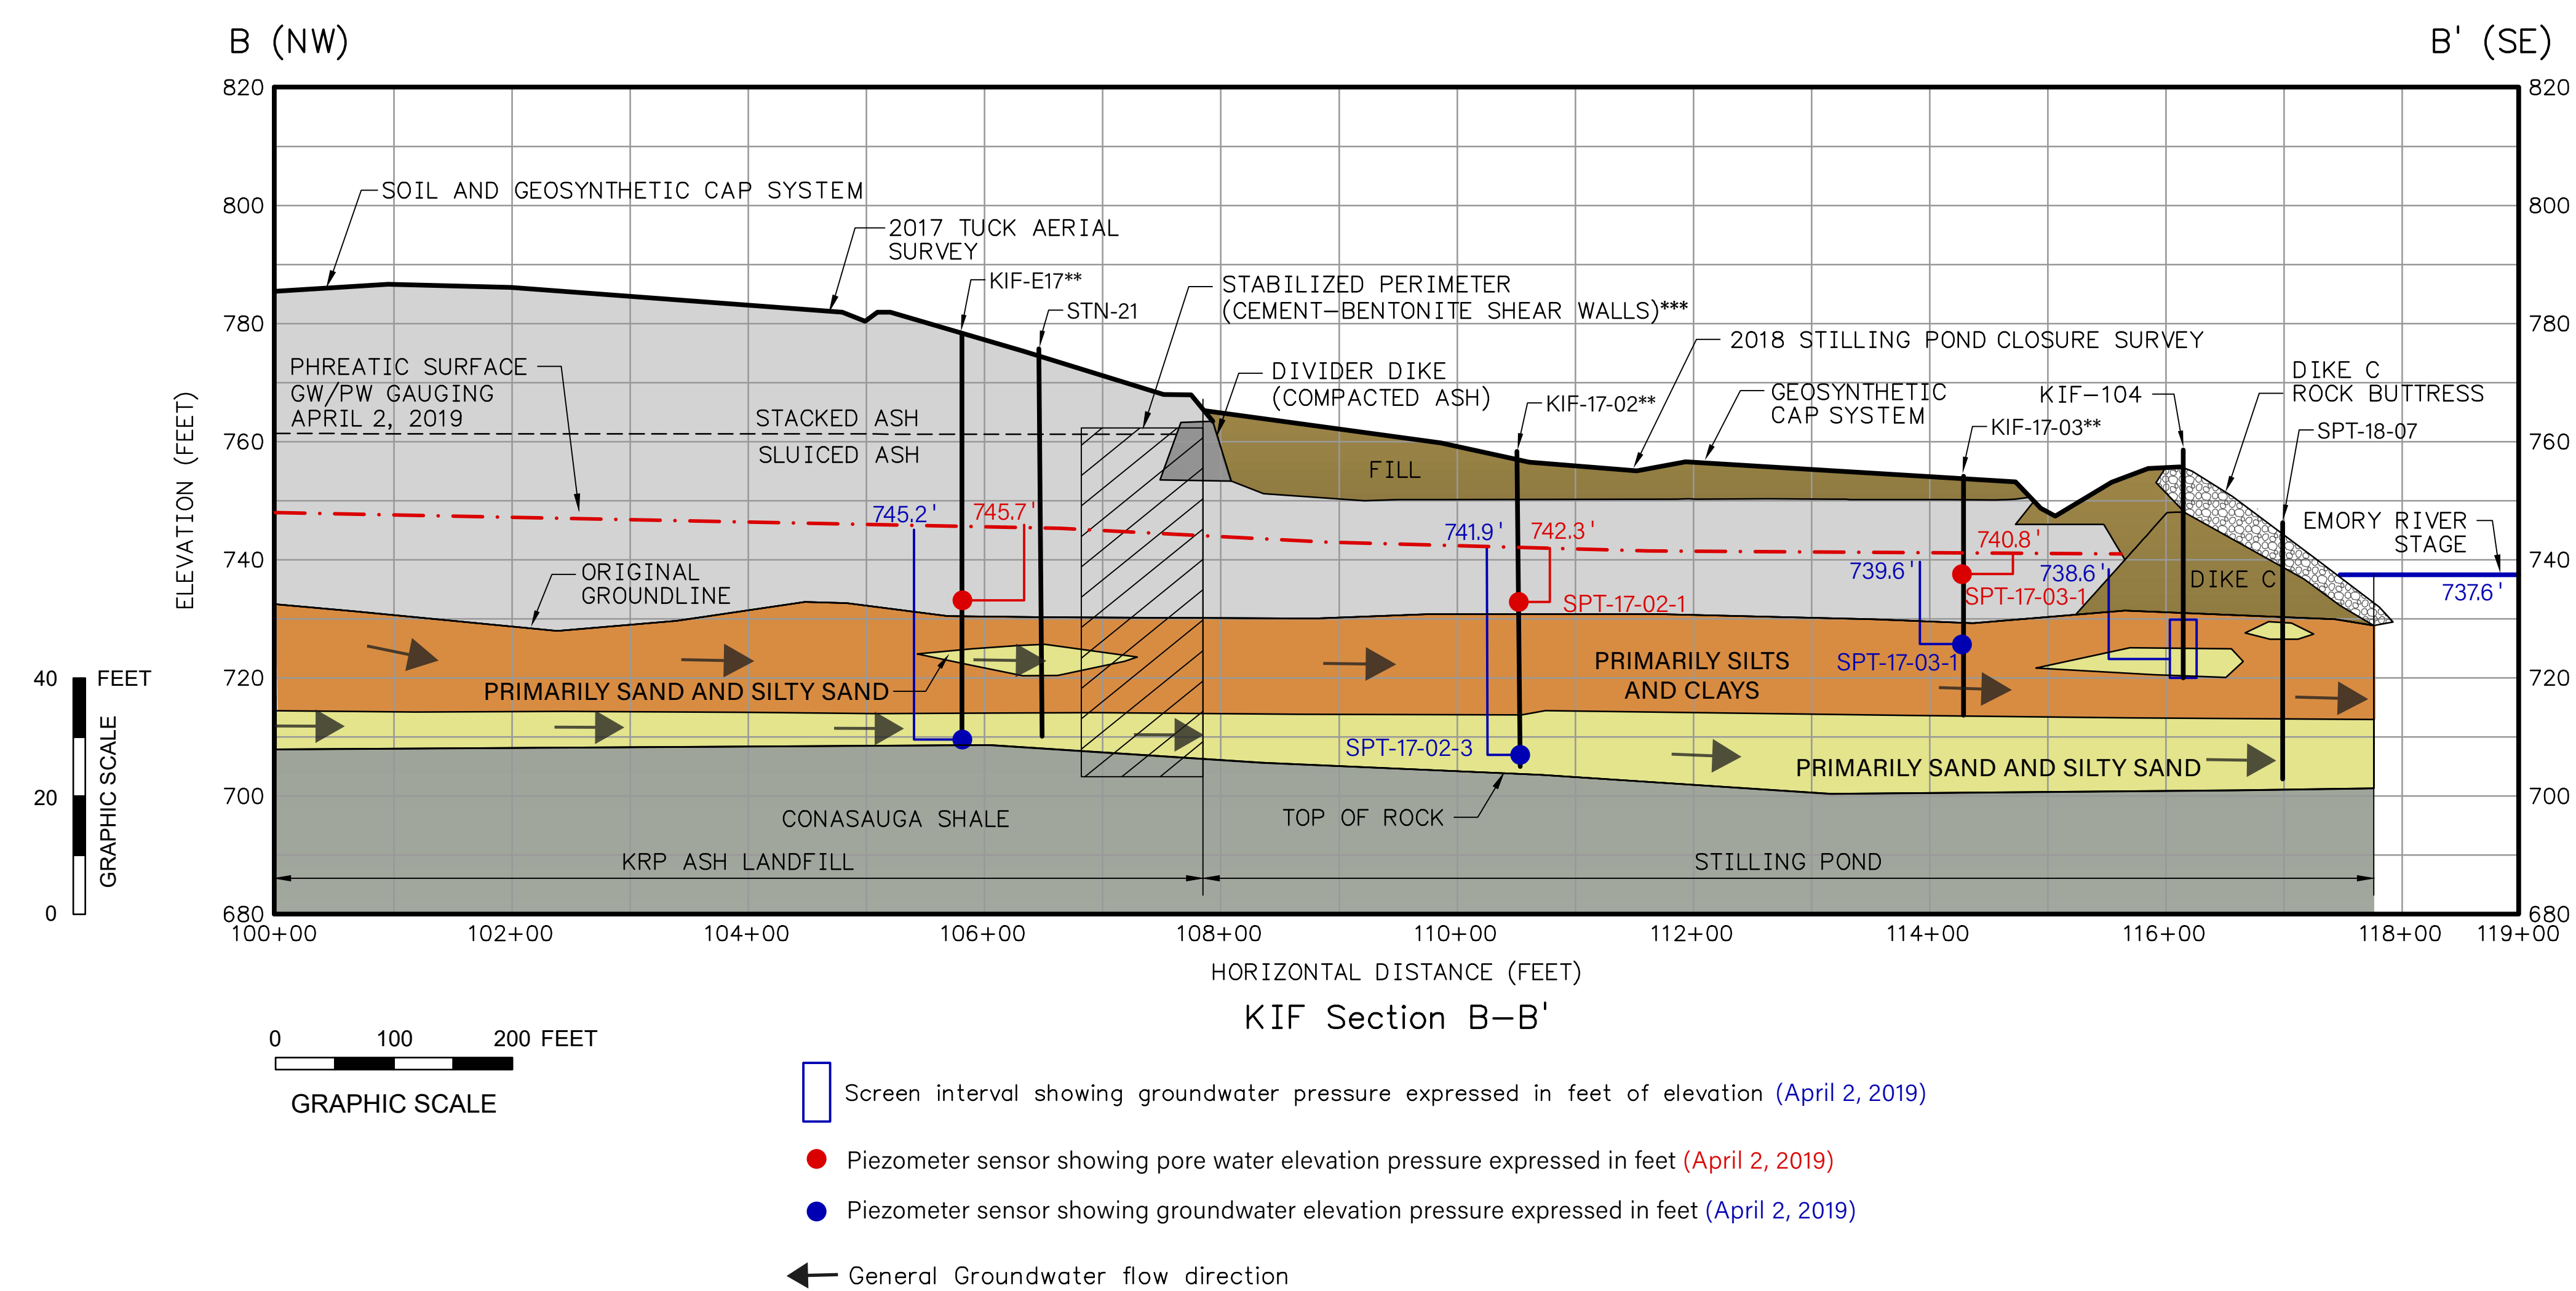 B (NW)
B' (SE)
820
820
800
800
780
780
760
760
740
740
720
720
700
700
680
680
ELEVATION (FEET)
SOIL AND GEOSYNTHETIC CAP SYSTEM
2017 TUCK AERIAL
SURVEY
KIF-E17**
STN-21
STABILIZED PERIMETER
(CEMENT-BENTONITE SHEAR WALLS)***
2018 STILLING POND CLOSURE SURVEY
PHREATIC SURFACE
GW/PW GAUGING
APRIL 2, 2019
DIVIDER DIKE
(COMPACTED ASH)
KIF-17-02**
GEOSYNTHETIC
CAP SYSTEM
KIF-17-03**
KIF-104
DIKE C
ROCK BUTTRESS
SPT-18-07
STACKED ASH
SLUICED ASH
FILL
745.2'
745.7'
741.9'
742.3'
740.8'
739.6'
738.6'
EMORY RIVER
STAGE
737.6'
ORIGINAL
GROUNDLINE
DIKE C
SPT-17-02-1
SPT-17-03-1
SPT-17-03-1
PRIMARILY SILTS
AND CLAYS
PRIMARILY SAND AND SILTY SAND
SPT-17-02-3
PRIMARILY SAND AND SILTY SAND
CONASAUGA SHALE
TOP OF ROCK
KRP ASH LANDFILL
STILLING POND
40 FEET
20
0
GRAPHIC SCALE
100+00
102+00
104+00
106+00
108+00
110+00
112+00
114+00
116+00
118+00
119+00
HORIZONTAL DISTANCE (FEET)
KIF Section B-B'
0 100 200 FEET
GRAPHIC SCALE
Screen interval showing groundwater pressure expressed in feet of elevation (April 2, 2019)
Piezometer sensor showing pore water elevation pressure expressed in feet (April 2, 2019)
Piezometer sensor showing groundwater elevation pressure expressed in feet (April 2, 2019)
General Groundwater flow direction